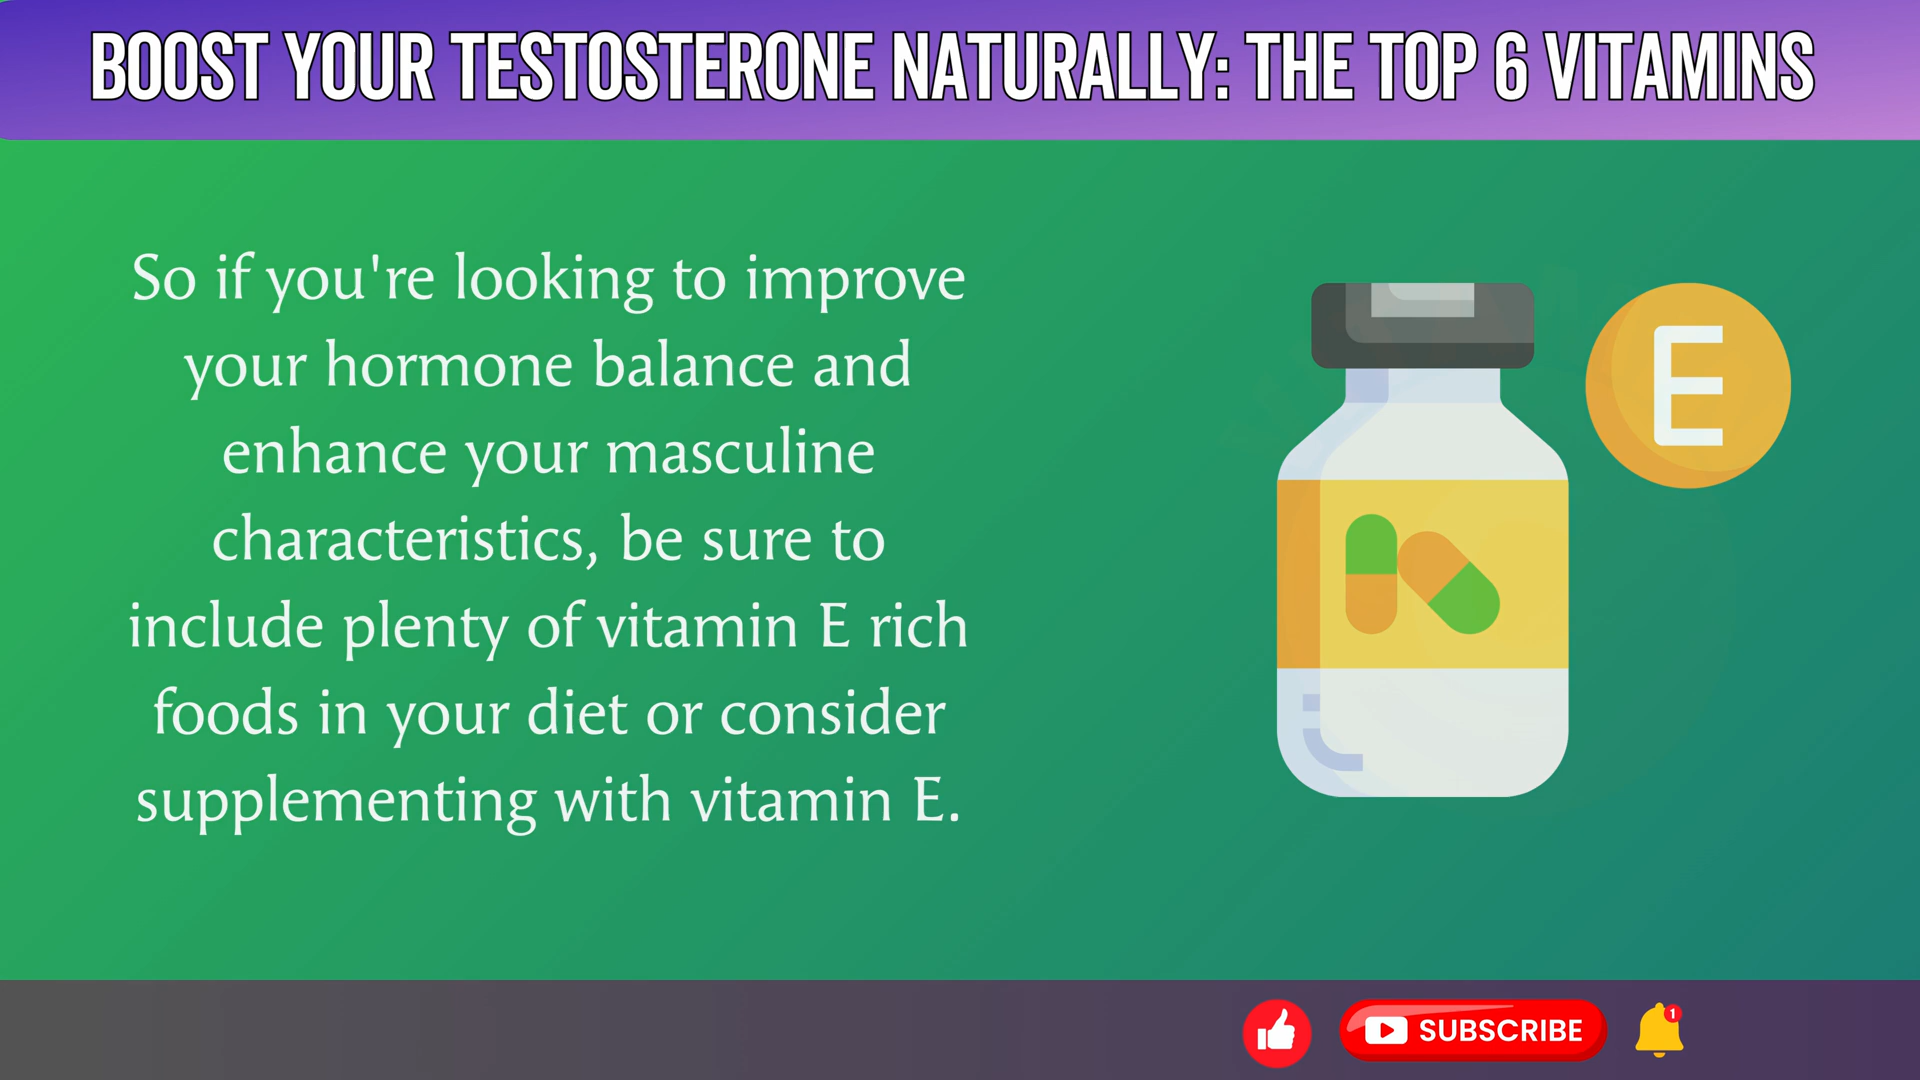 BOOST YOUR TESTOSTERONE NATURALLY: THE TOP 6 VITAMINS
So if you're looking to improve
your hormone balance and
enhance your masculine
characteristics, be sure to
include plenty of vitamin E rich
foods in your diet or consider
supplementing with vitamin E.
E
SUBSCRIBE
1